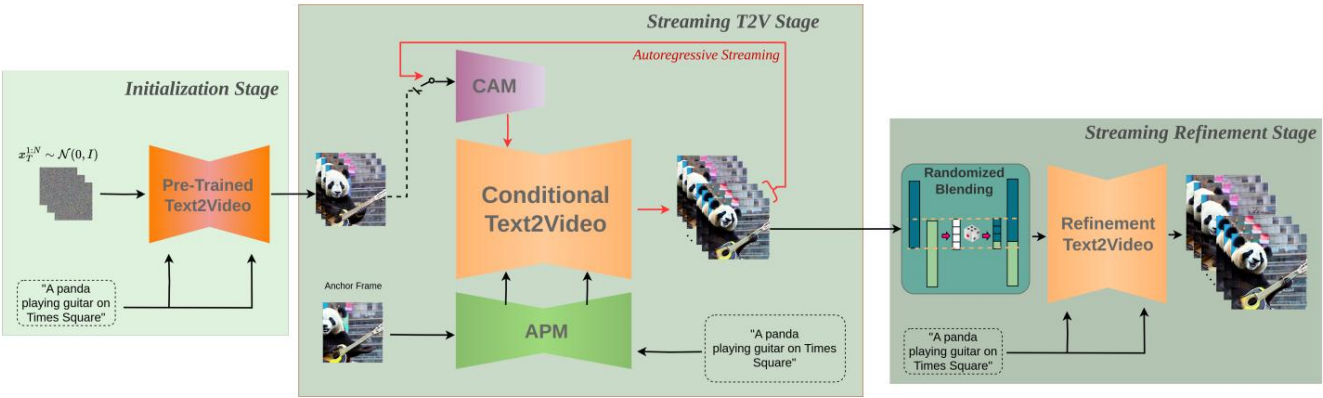 Initialization Stage
x_T^{1:N} ∼ N(0, I)
Pre-Trained
Text2Video
"A panda
playing guitar on
Times Square"
Streaming T2V Stage
Autoregressive Streaming
CAM
Conditional
Text2Video
Anchor Frame
APM
"A panda
playing guitar on Times
Square"
Streaming Refinement Stage
Randomized
Blending
Refinement
Text2Video
"A panda
playing guitar on
Times Square"